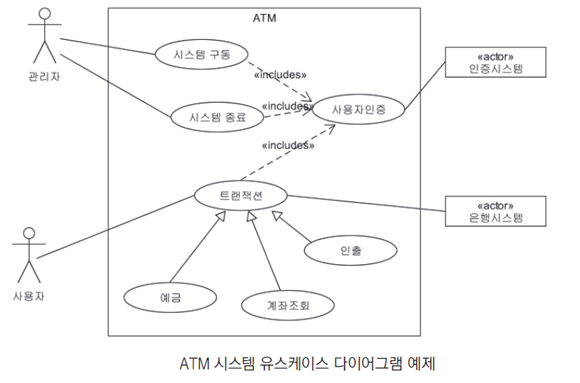 ATM
시스템 구동
관리자
«includes»
«actor»
인증시스템
시스템 종료
«includes»
사용자인증
«includes»
트랜잭션
«actor»
은행시스템
인출
사용자
예금
계좌조회
ATM 시스템 유스케이스 다이어그램 예제